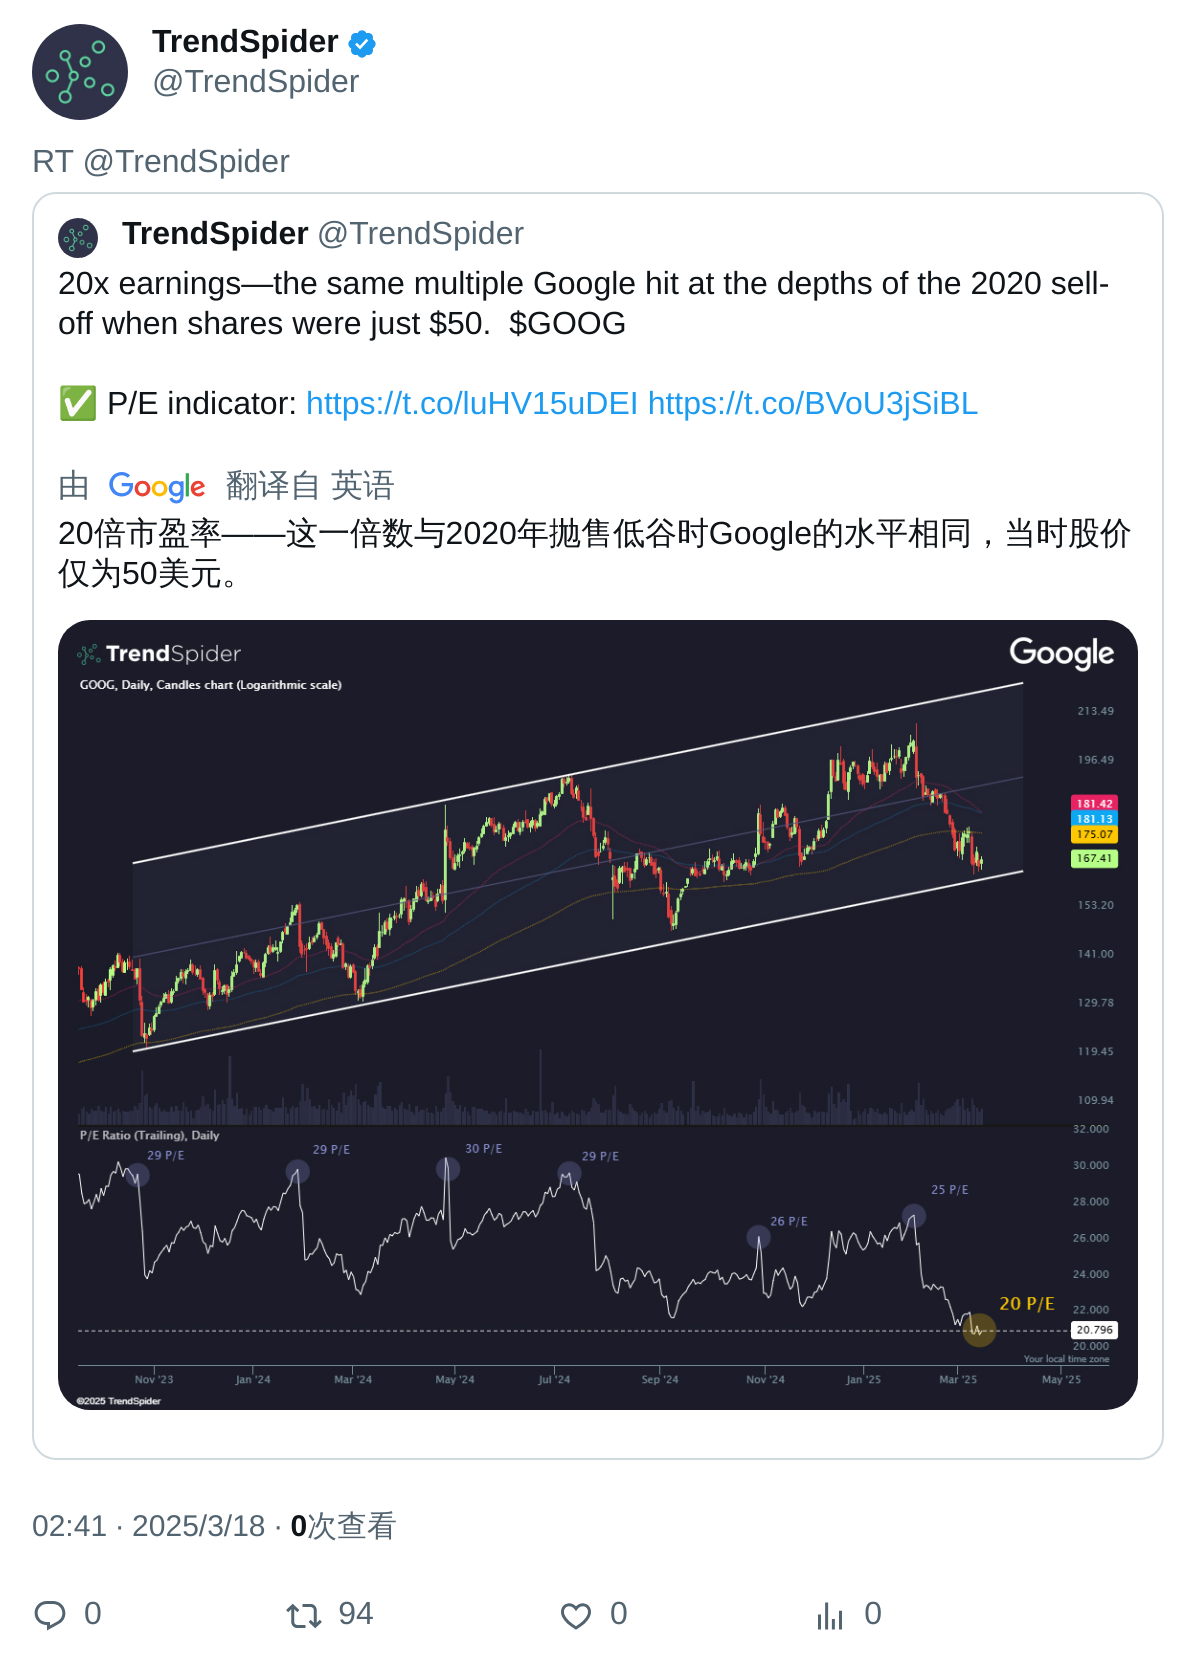 TrendSpider
@TrendSpider
RT @TrendSpider
TrendSpider @TrendSpider
20x earnings—the same multiple Google hit at the depths of the 2020 sell-
off when shares were just $50.  $GOOG
✅ P/E indicator: https://t.co/luHV15uDEI https://t.co/BVoU3jSiBL
由 Google 翻译自 英语
20倍市盈率——这一倍数与2020年抛售低谷时Google的水平相同，当时股价
仅为50美元。
TrendSpider
Google
GOOG, Daily, Candles chart (Logarithmic scale)
213.49
196.49
181.42
181.13
175.07
167.41
153.20
141.00
129.78
119.45
109.94
P/E Ratio (Trailing), Daily
32.000
29 P/E
29 P/E
30 P/E
29 P/E
26 P/E
25 P/E
20 P/E
30.000
28.000
26.000
24.000
22.000
20.796
20.000
Your local time zone
Nov '23
Jan '24
Mar '24
May '24
Jul '24
Sep '24
Nov '24
Jan '25
Mar '25
May '25
©2025 TrendSpider
02:41 · 2025/3/18 · 0次查看
0
94
0
0